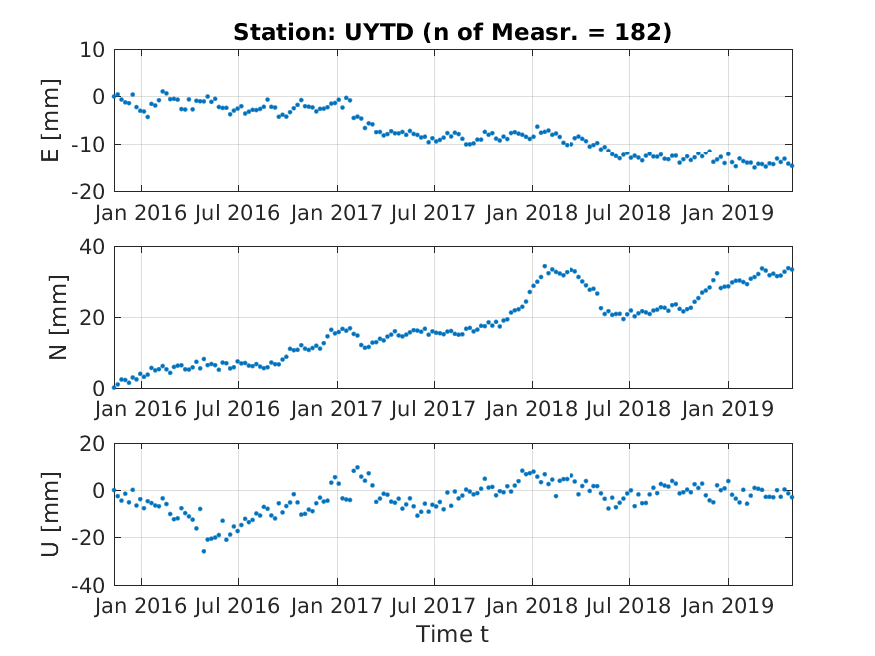 Station: UYTD (n of Measr. = 182)
10
0
-10
-20
E [mm]
Jan 2016 Jul 2016 Jan 2017 Jul 2017 Jan 2018 Jul 2018 Jan 2019
40
20
0
N [mm]
Jan 2016 Jul 2016 Jan 2017 Jul 2017 Jan 2018 Jul 2018 Jan 2019
20
0
-20
-40
U [mm]
Jan 2016 Jul 2016 Jan 2017 Jul 2017 Jan 2018 Jul 2018 Jan 2019
Time t